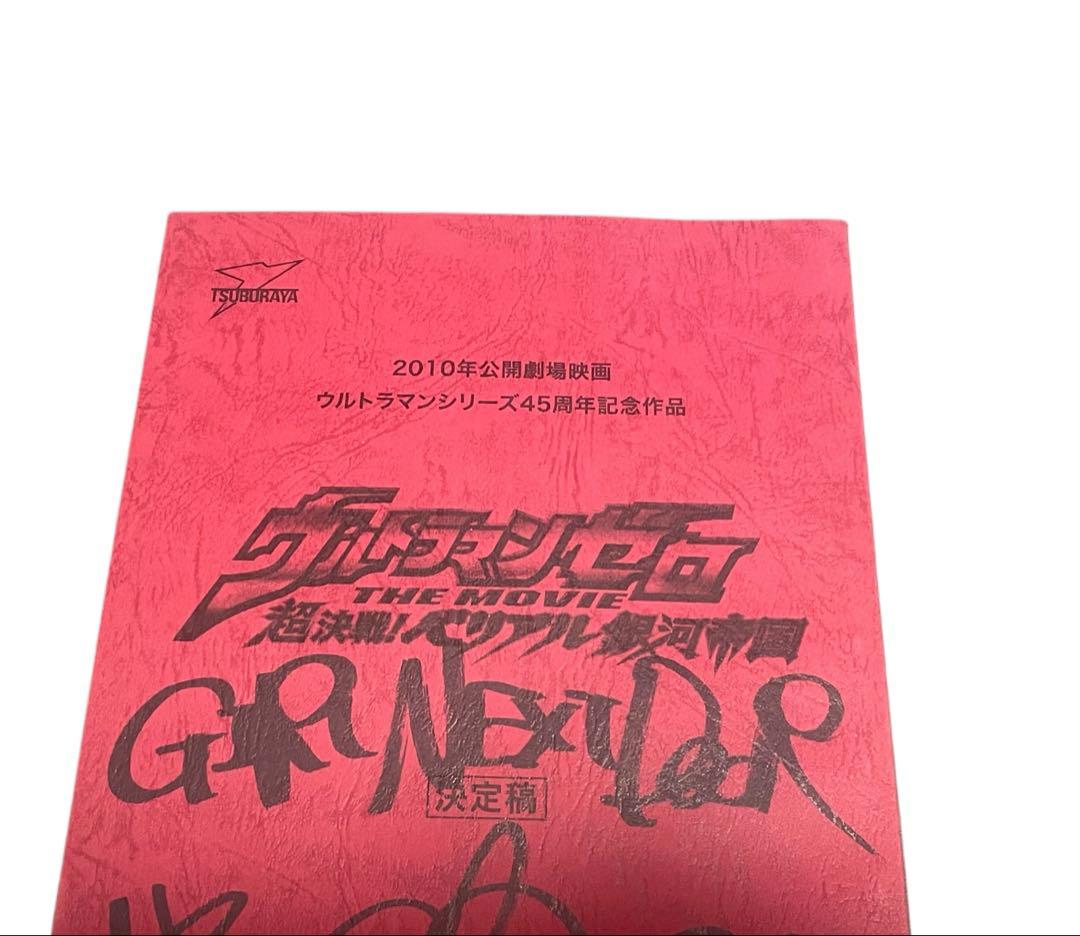 TSUBURAYA
2010年公開劇場映画
ウルトラマンシリーズ45周年記念作品
ウルトラマンゼロ
THE MOVIE
超決戦!ベリアル銀河帝国
GIRL NEXT DOOR
決定稿